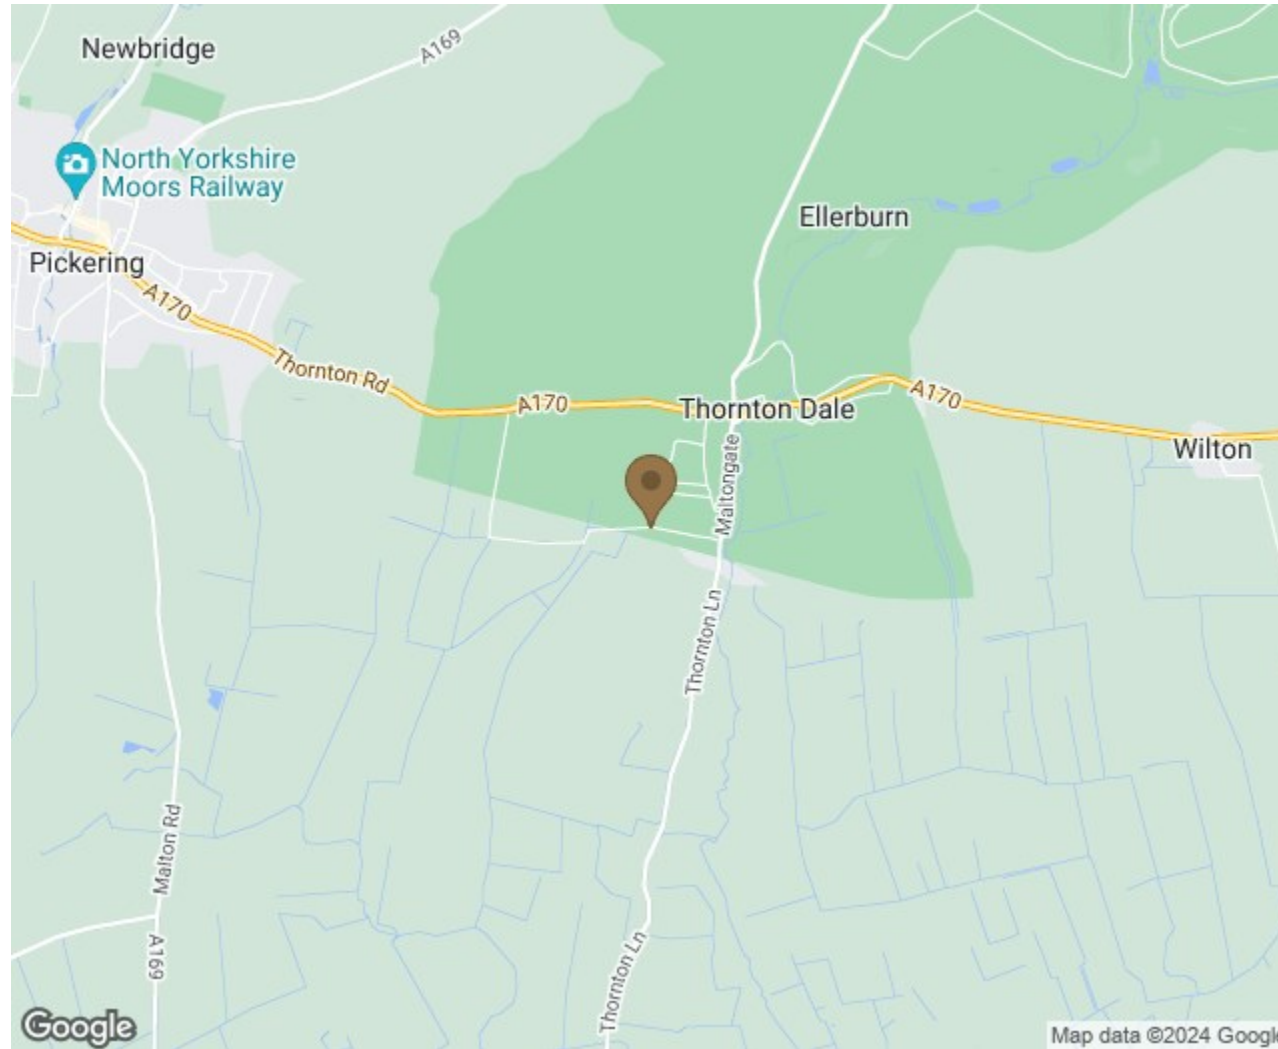 Newbridge
A169
North Yorkshire
Moors Railway
Ellerburn
Pickering
A170
Thornton Rd
A170
Thornton Dale
A170
Wilton
Maltongate
Thornton Ln
Malton Rd
A169
Thornton Ln
Google
Map data ©2024 Google